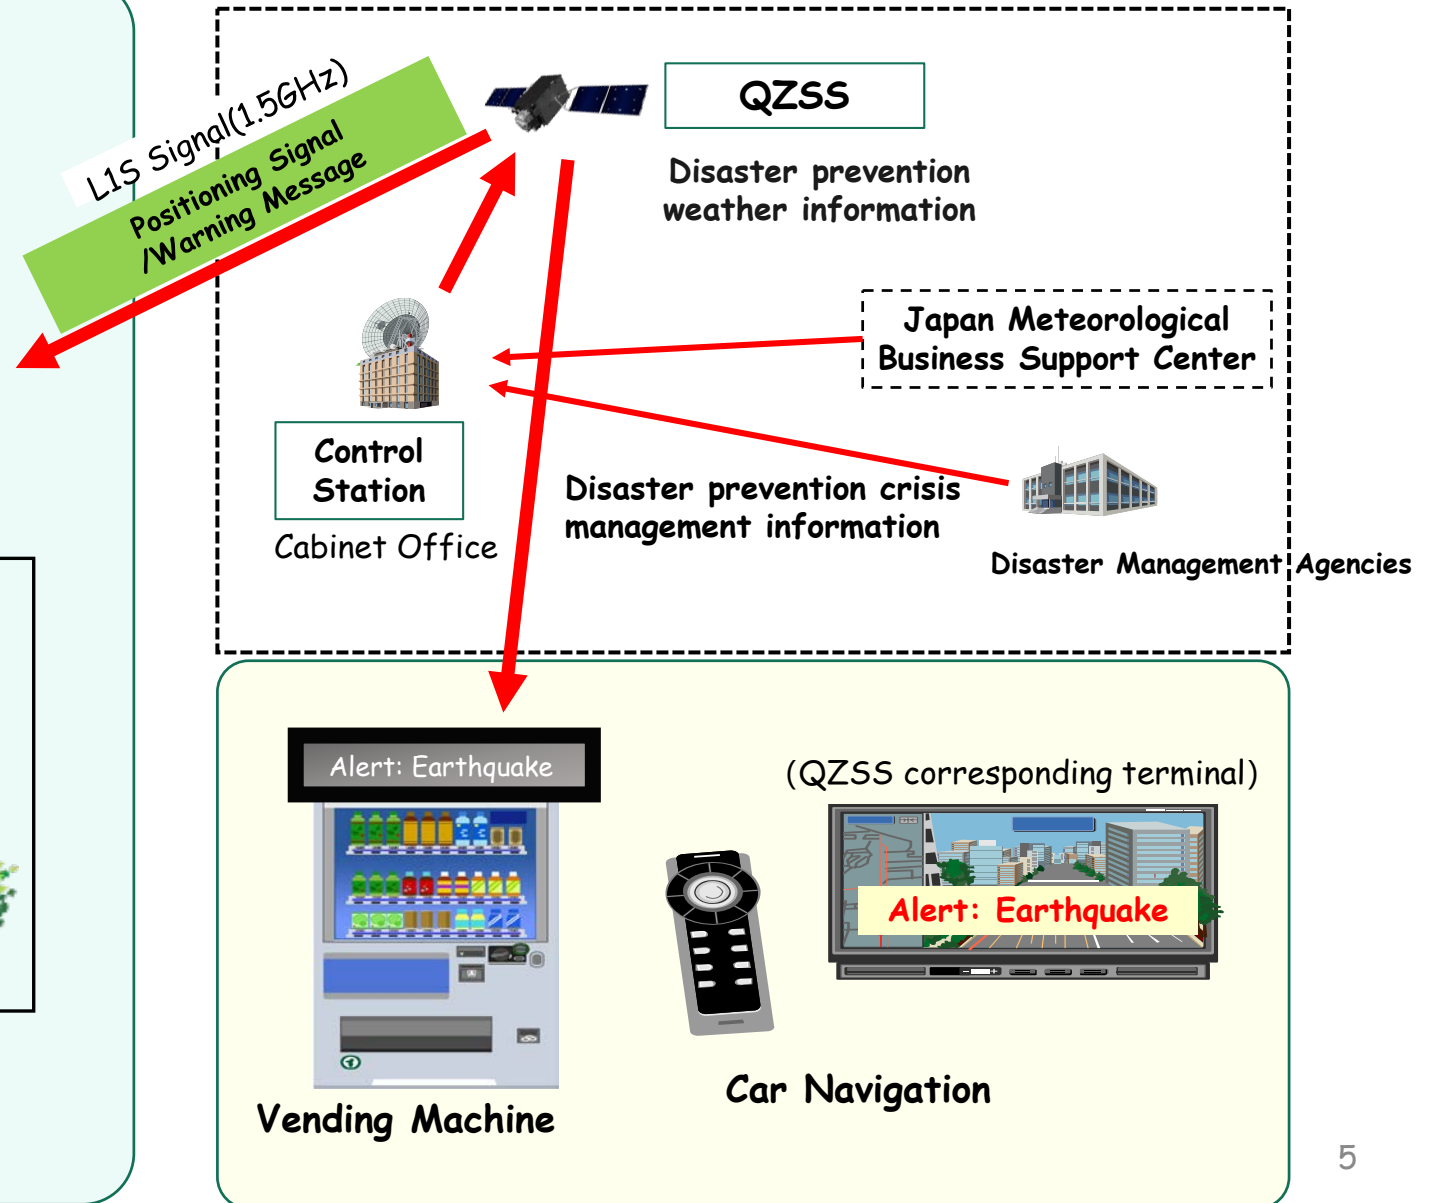 L1S Signal(1.5GHz)
Positioning Signal
/Warning Message
QZSS
Disaster prevention
weather information
Japan Meteorological
Business Support Center
Control
Station
Cabinet Office
Disaster prevention crisis
management information
Disaster Management Agencies
Alert: Earthquake
(QZSS corresponding terminal)
Alert: Earthquake
Car Navigation
Vending Machine
5